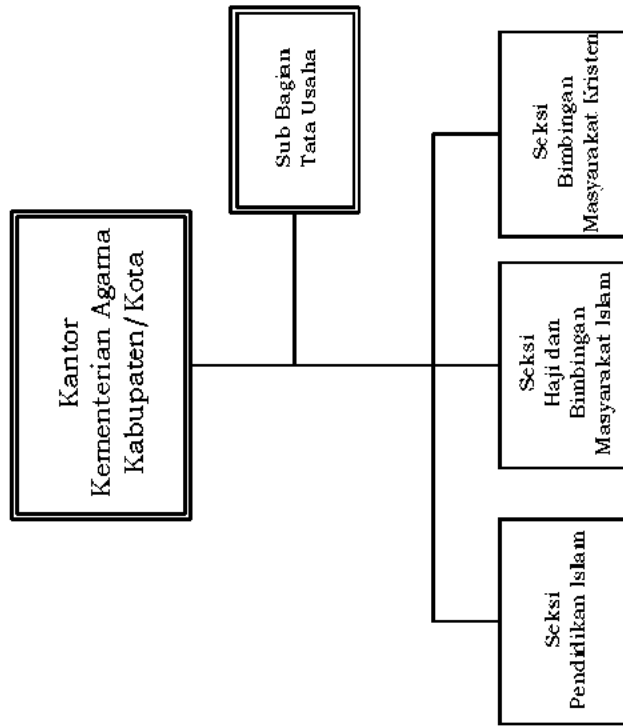 Kantor
Kementerian Agama
Kabupaten/Kota
Sub Bagian
Tata Usaha
Seksi
Pendidikan Islam
Seksi
Haji dan
Bimbingan
Masyarakat Islam
Seksi
Bimbingan
Masyarakat Kristen